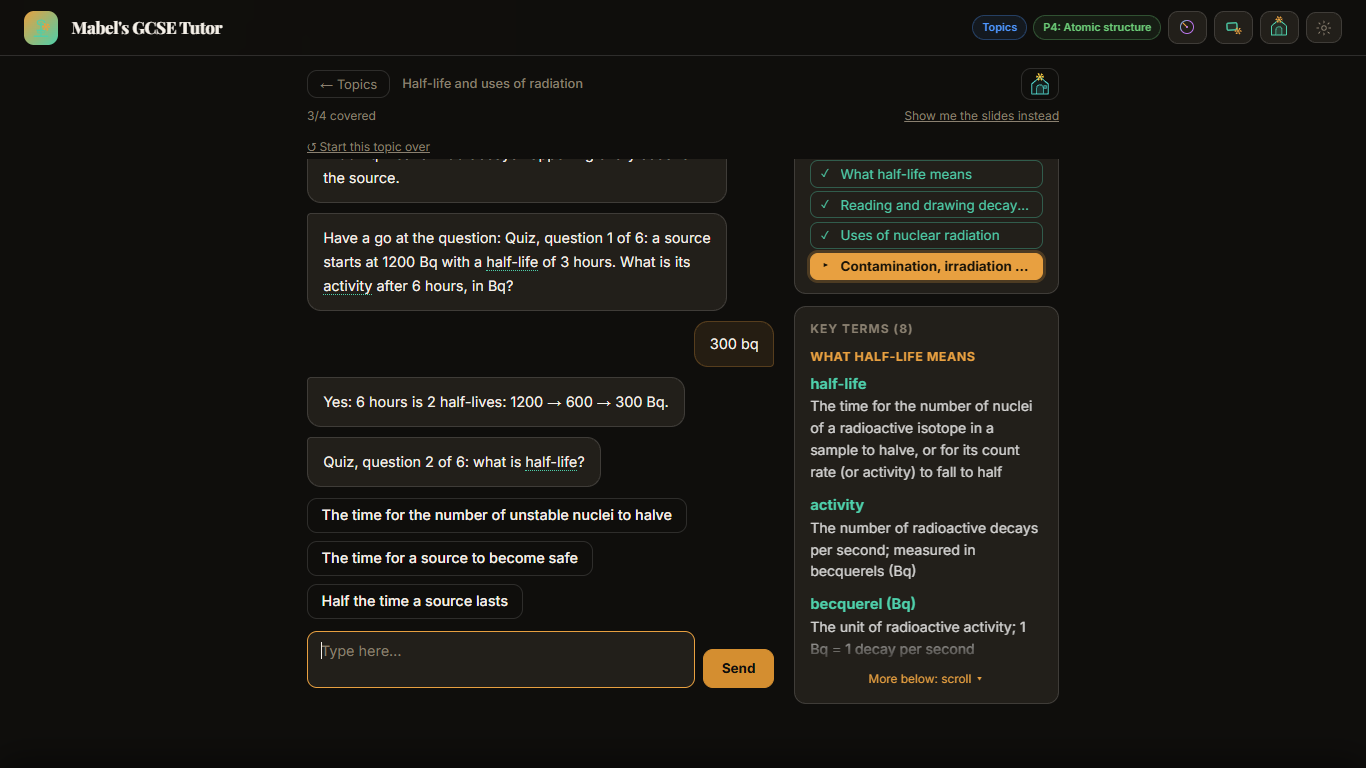 Mabel's GCSE Tutor
Topics
P4: Atomic structure
← Topics
Half-life and uses of radiation
3/4 covered
Show me the slides instead
↺ Start this topic over
the source.
Have a go at the question: Quiz, question 1 of 6: a source
starts at 1200 Bq with a half-life of 3 hours. What is its
activity after 6 hours, in Bq?
300 bq
Yes: 6 hours is 2 half-lives: 1200 → 600 → 300 Bq.
Quiz, question 2 of 6: what is half-life?
The time for the number of unstable nuclei to halve
The time for a source to become safe
Half the time a source lasts
Type here...
Send
✓ What half-life means
✓ Reading and drawing decay...
✓ Uses of nuclear radiation
Contamination, irradiation ...
KEY TERMS (8)
WHAT HALF-LIFE MEANS
half-life
The time for the number of nuclei
of a radioactive isotope in a
sample to halve, or for its count
rate (or activity) to fall to half
activity
The number of radioactive decays
per second; measured in
becquerels (Bq)
becquerel (Bq)
The unit of radioactive activity; 1
Bq = 1 decay per second
More below: scroll